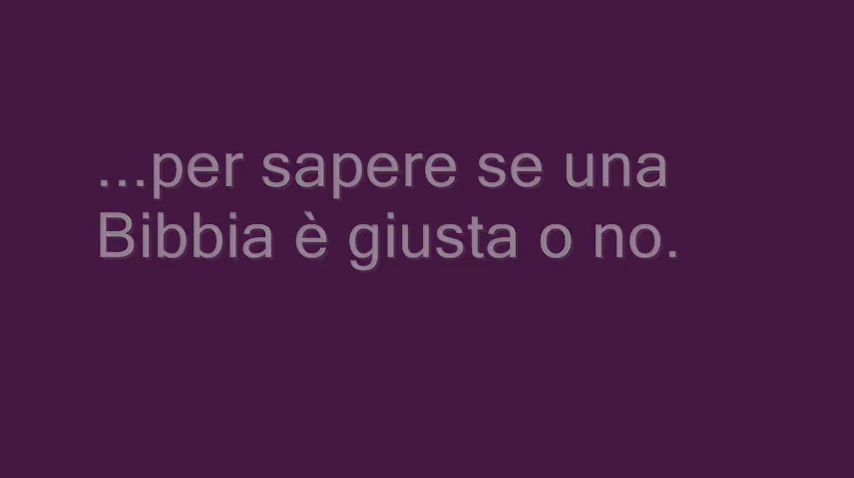 ...per sapere se una
Bibbia è giusta o no.